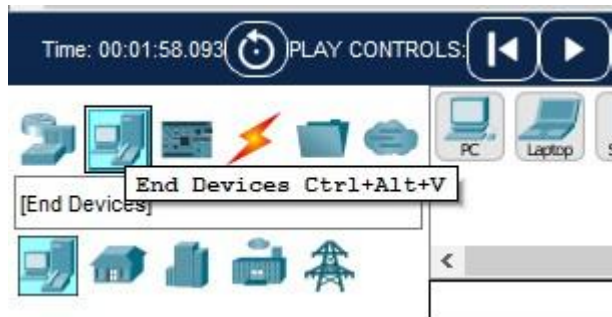 Time: 00:01:58.093 PLAY CONTROLS:
PC Laptop
End Devices Ctrl+Alt+V
[End Devices]